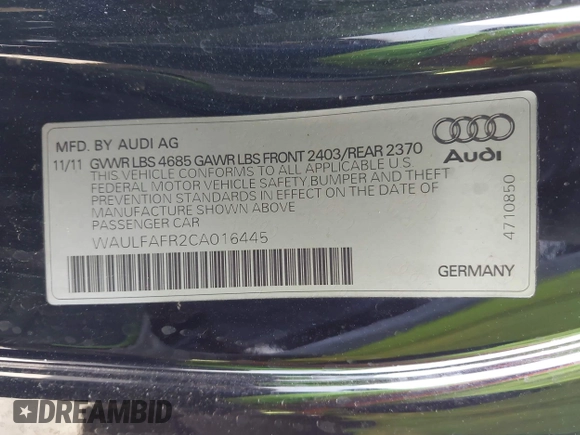 MFD. BY AUDI AG
11/11 GVWR LBS 4685 GAWR LBS FRONT 2403/REAR 2370
THIS VEHICLE CONFORMS TO ALL APPLICABLE U.S.
FEDERAL MOTOR VEHICLE SAFETY,BUMPER AND THEFT
PREVENTION STANDARDS IN EFFECT ON THE DATE OF
MANUFACTURE SHOWN ABOVE
PASSENGER CAR
WAULFAFR2CA016445
Audi
4710850
GERMANY
DREAMBID